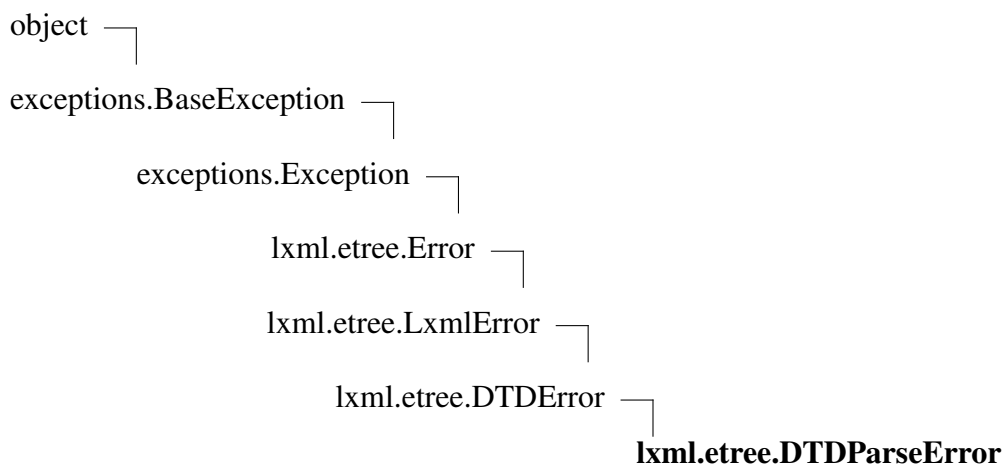 object
exceptions.BaseException
exceptions.Exception
lxml.etree.Error
lxml.etree.LxmlError
lxml.etree.DTDError
lxml.etree.DTDParseError